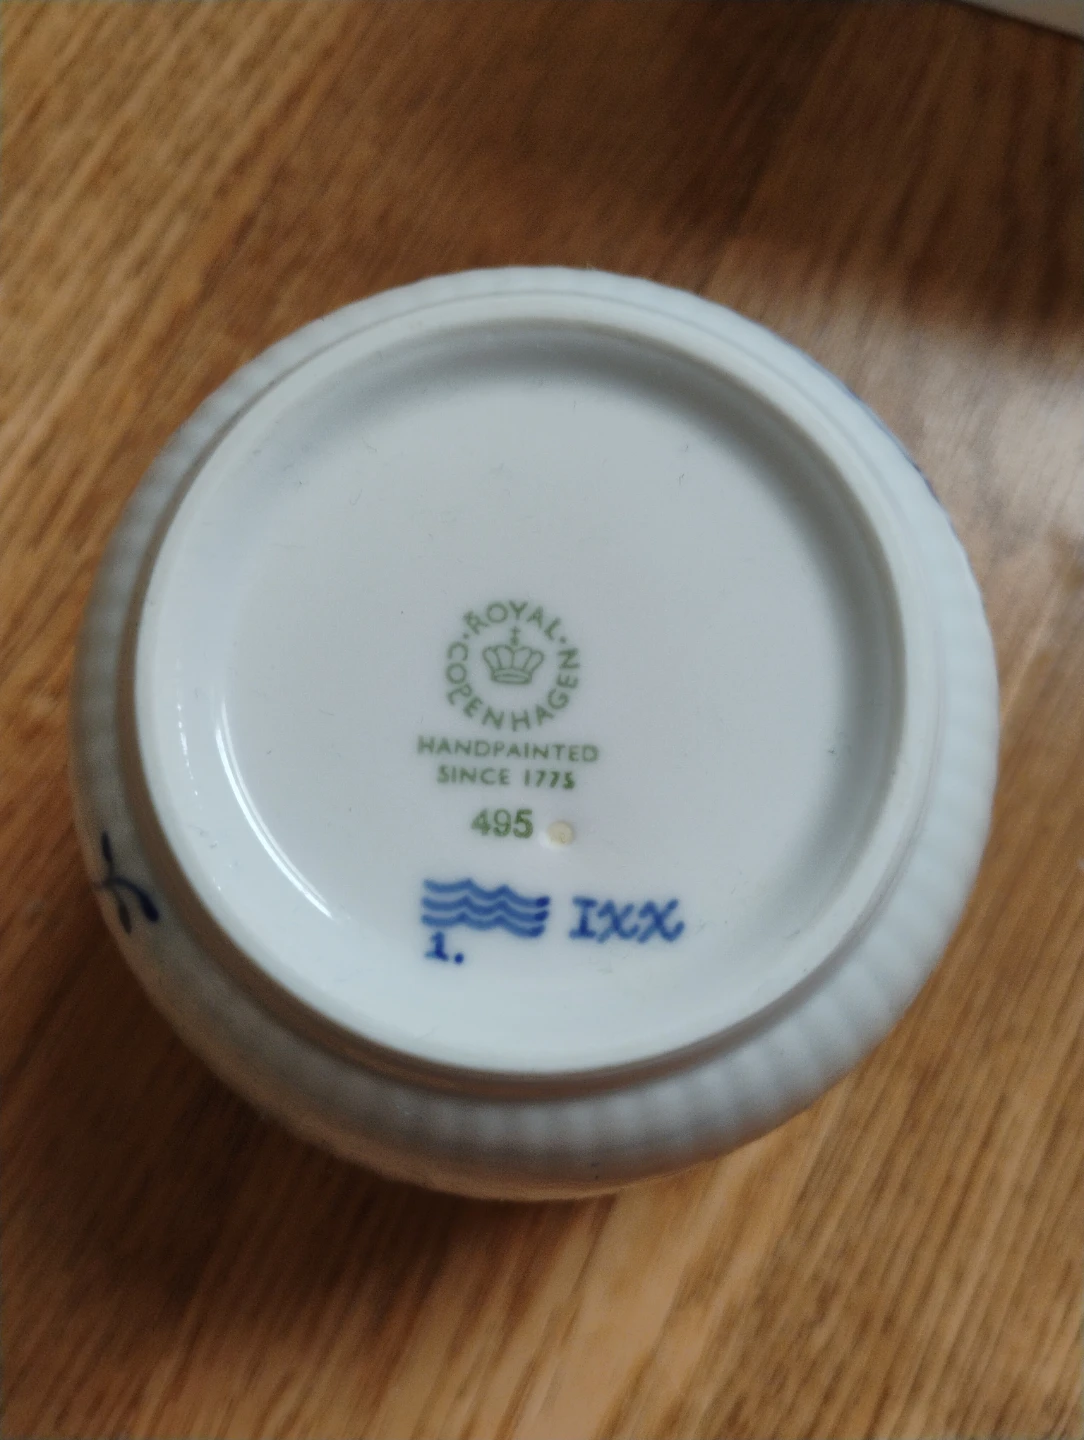 ROYAL COPENHAGEN
HANDPAINTED
SINCE 1775
495
IXX
1.